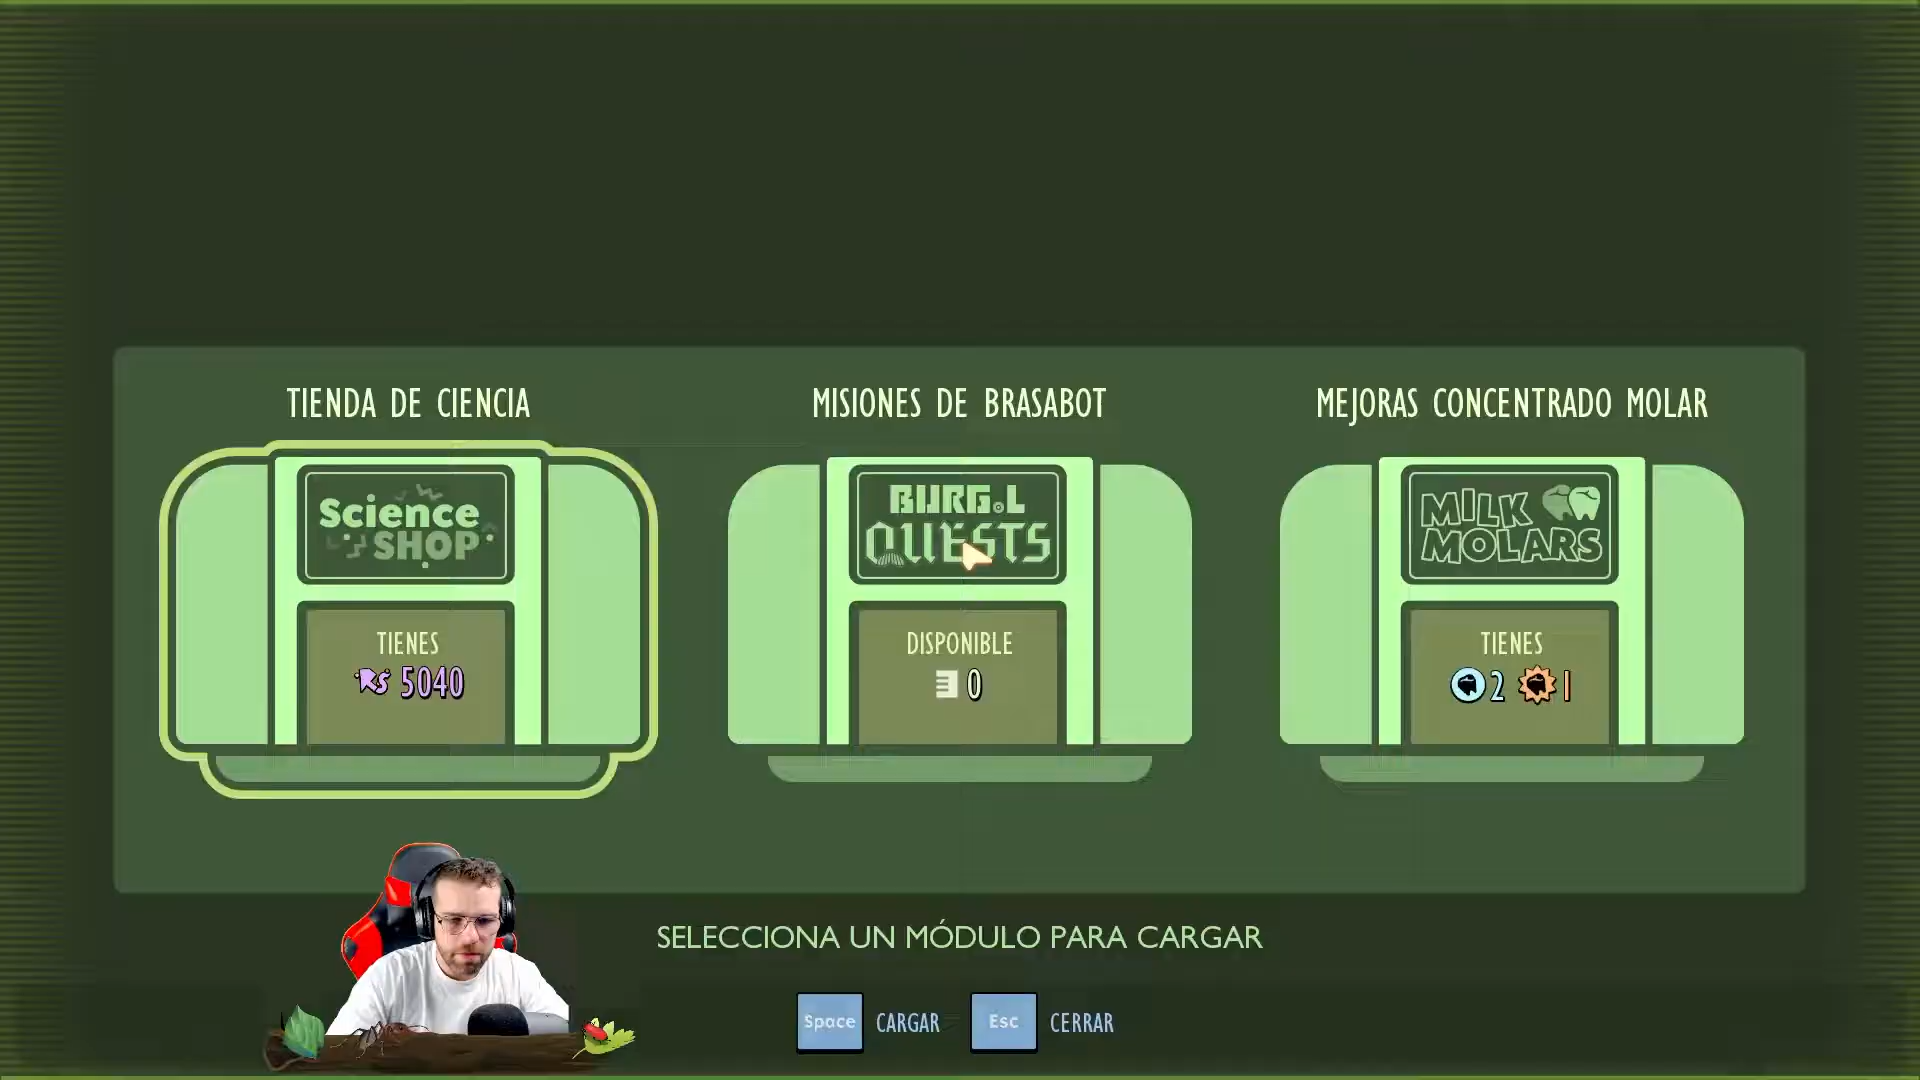 TIENDA DE CIENCIA
Science
SHOP
TIENES
RS 5040
MISIONES DE BRASABOT
BURG.L
QUESTS
DISPONIBLE
0
MEJORAS CONCENTRADO MOLAR
MILK
MOLARS
TIENES
2 1
SELECCIONA UN MÓDULO PARA CARGAR
Space CARGAR Esc CERRAR